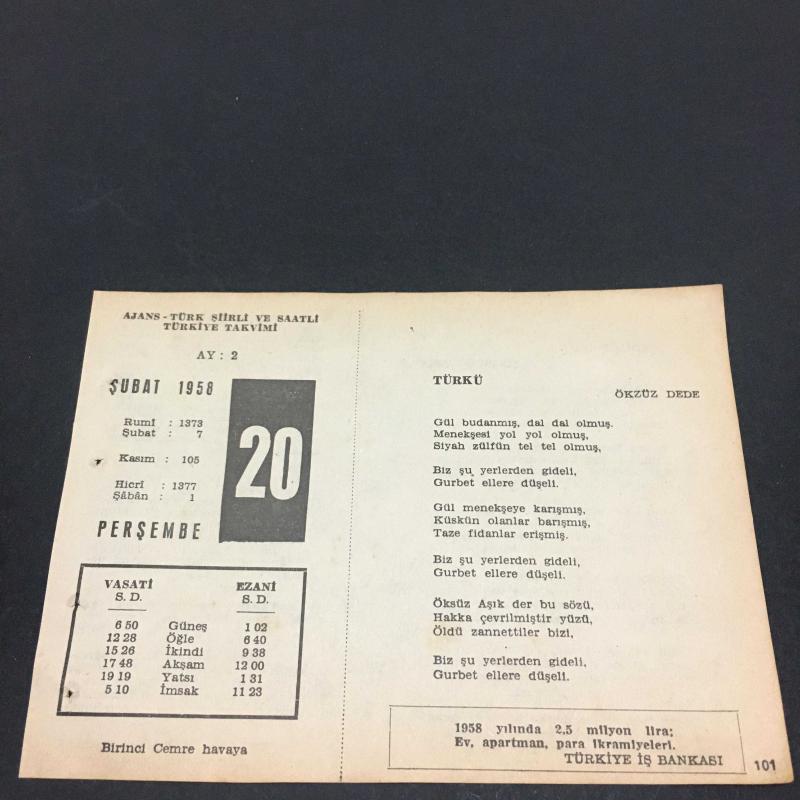 AJANS - TÜRK ŞİİRLİ VE SAATLİ
TÜRKİYE TAKVİMİ
AY : 2
ŞUBAT 1958
Rumî : 1373
Şubat : 7
Kasım : 105
Hicrî : 1377
Şâbân : 1
20
PERŞEMBE
VASATİ EZANİ
S. D. S. D.
6 50 Güneş 1 02
12 28 Öğle 6 40
15 26 İkindi 9 38
17 48 Akşam 12 00
19 19 Yatsı 1 31
5 10 İmsak 11 23
Birinci Cemre havaya
TÜRKÜ
ÖKZÜZ DEDE
Gül budanmış, dal dal olmuş.
Menekşesi yol yol olmuş,
Siyah zülfün tel tel olmuş,
Biz şu yerlerden gideli,
Gurbet ellere düşeli.
Gül menekşeye karışmış,
Küskün olanlar barışmış,
Taze fidanlar erişmiş.
Biz şu yerlerden gideli,
Gurbet ellere düşeli.
Öksüz Aşık der bu sözü,
Hakka çevrilmiştir yüzü,
Öldü zannettiler bizi,
Biz şu yerlerden gideli,
Gurbet ellere düşeli.
1958 yılında 2,5 milyon lira;
Ev, apartman, para ikramiyeleri.
TÜRKİYE İŞ BANKASI
101